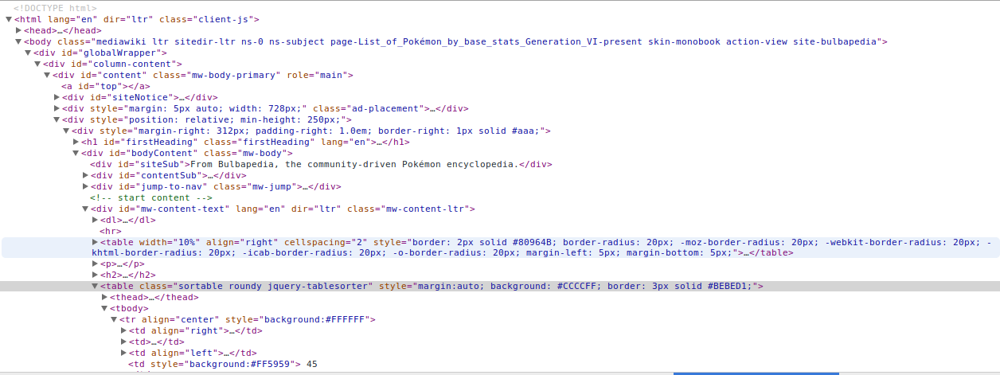 <!DOCTYPE html>
<html lang="en" dir="ltr" class="client-js">
<head>…</head>
<body class="mediawiki ltr sitedir-ltr ns-0 ns-subject page-List_of_Pokémon_by_base_stats_Generation_VI-present skin-monobook action-view site-bulbapedia">
<div id="globalWrapper">
<div id="column-content">
<div id="content" class="mw-body-primary" role="main">
<a id="top"></a>
<div id="siteNotice">…</div>
<div style="margin: 5px auto; width: 728px;" class="ad-placement">…</div>
<div style="position: relative; min-height: 250px;">
<div style="margin-right: 312px; padding-right: 1.0em; border-right: 1px solid #aaa;">
<h1 id="firstHeading" class="firstHeading" lang="en">…</h1>
<div id="bodyContent" class="mw-body">
<div id="siteSub">From Bulbapedia, the community-driven Pokémon encyclopedia.</div>
<div id="contentSub">…</div>
<div id="jump-to-nav" class="mw-jump">…</div>
<!-- start content -->
<div id="mw-content-text" lang="en" dir="ltr" class="mw-content-ltr">
<dl>…</dl>
<hr>
<table width="10%" align="right" cellspacing="2" style="border: 2px solid #80964B; border-radius: 20px; -moz-border-radius: 20px; -webkit-border-radius: 20px; -
khtml-border-radius: 20px; -icab-border-radius: 20px; -o-border-radius: 20px; margin-left: 5px; margin-bottom: 5px;">…</table>
<p>…</p>
<h2>…</h2>
<table class="sortable roundy jquery-tablesorter" style="margin:auto; background: #CCCCFF; border: 3px solid #BEBED1;">
<thead>…</thead>
<tbody>
<tr align="center" style="background:#FFFFFF">
<td align="right">…</td>
<td>…</td>
<td align="left">…</td>
<td style="background:#FF5959"> 45